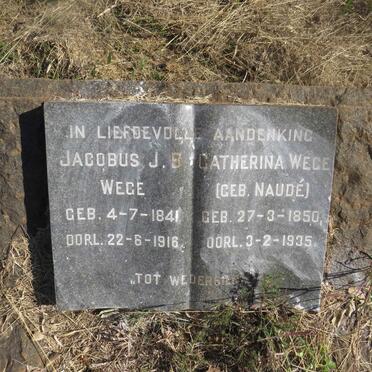 IN LIEFDEVOLLE AANDENKING
JACOBUS J. B
WEGE
GEB. 4-7-1841
OORL. 22-6-1916.
CATHERINA WEGE
(GEB. NAUDÉ)
GEB. 27-3-1850.
OORL. 3-2-1935.
„TOT